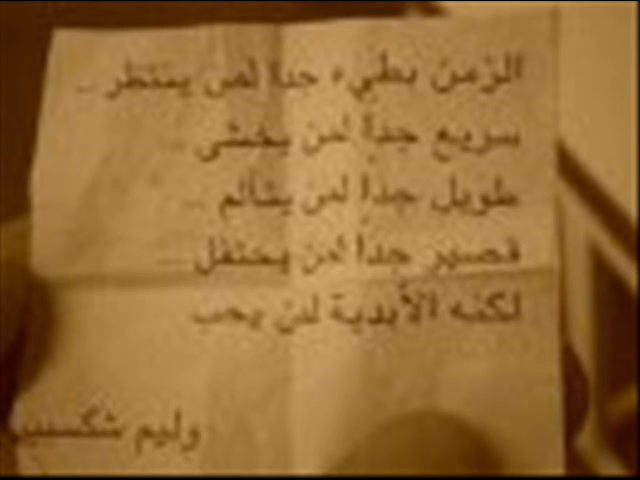 الزمن بطيء جداً لمن ينتظر ..
سريع جداً لمن يخشى ..
طويل جداً لمن يتألم ..
قصير جداً لمن يحتفل ...
لكنه الأبدية لمن يحب
وليم شكسبير